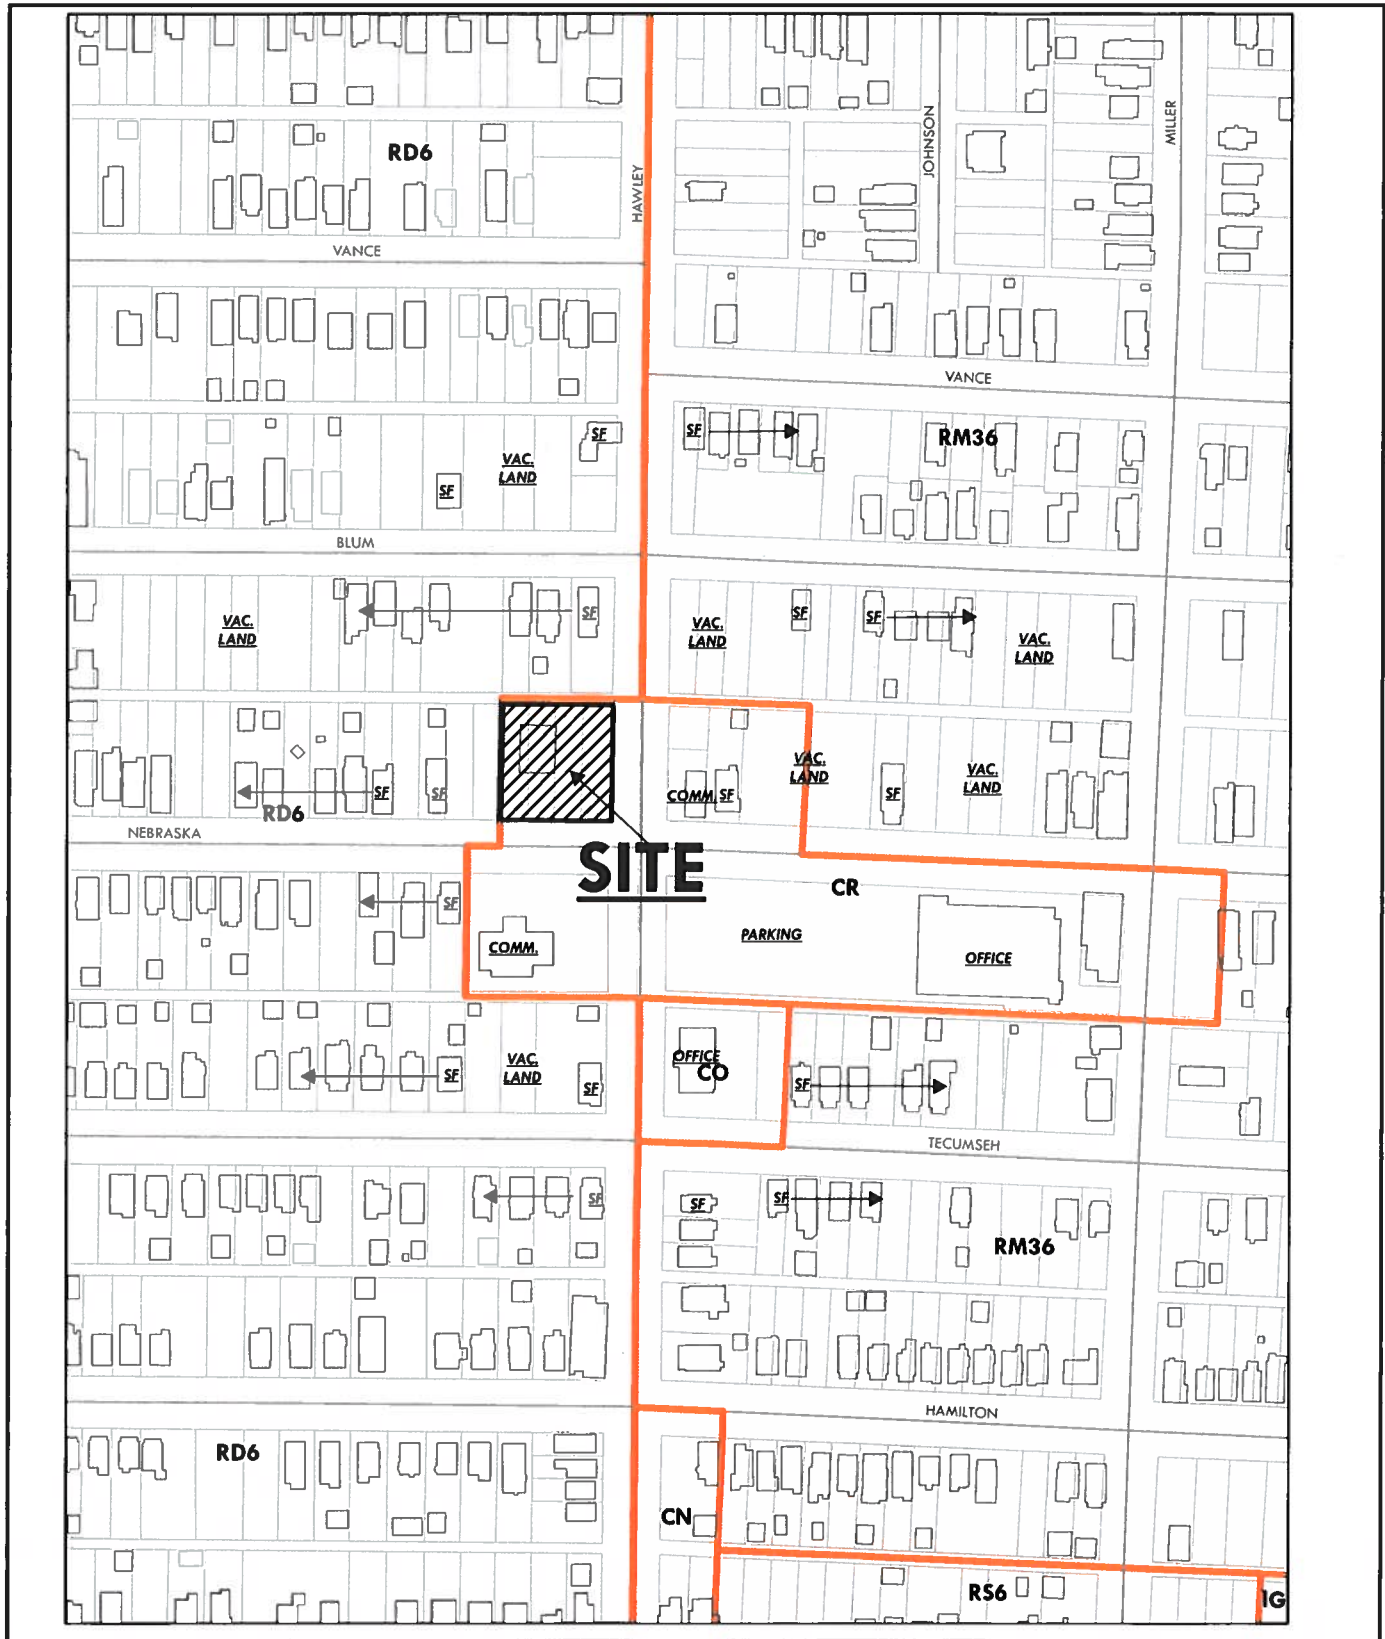 RD6
HAWLEY
JOHNSON
MILLER
VANCE
VANCE
SF
RM36
SF
VAC.
LAND
SF
BLUM
VAC.
LAND
SF
VAC.
LAND
SF
SF
VAC.
LAND
RD6
SF
SF
COMM.
SF
VAC.
LAND
SF
VAC.
LAND
NEBRASKA
SITE
CR
SF
COMM.
PARKING
OFFICE
SF
VAC.
LAND
SF
OFFICE
CO
SF
TECUMSEH
SF
SF
SF
RM36
HAMILTON
RD6
CN
RS6
IG